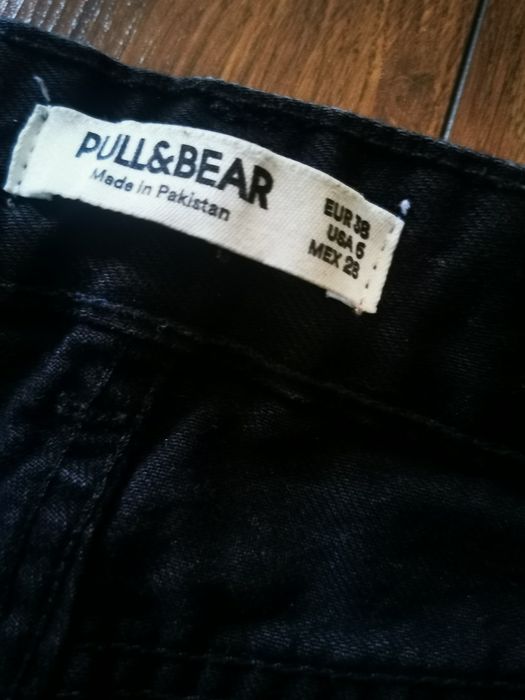 PULL&BEAR
Made in Pakistan
EUR 38
USA 6
MEX 28